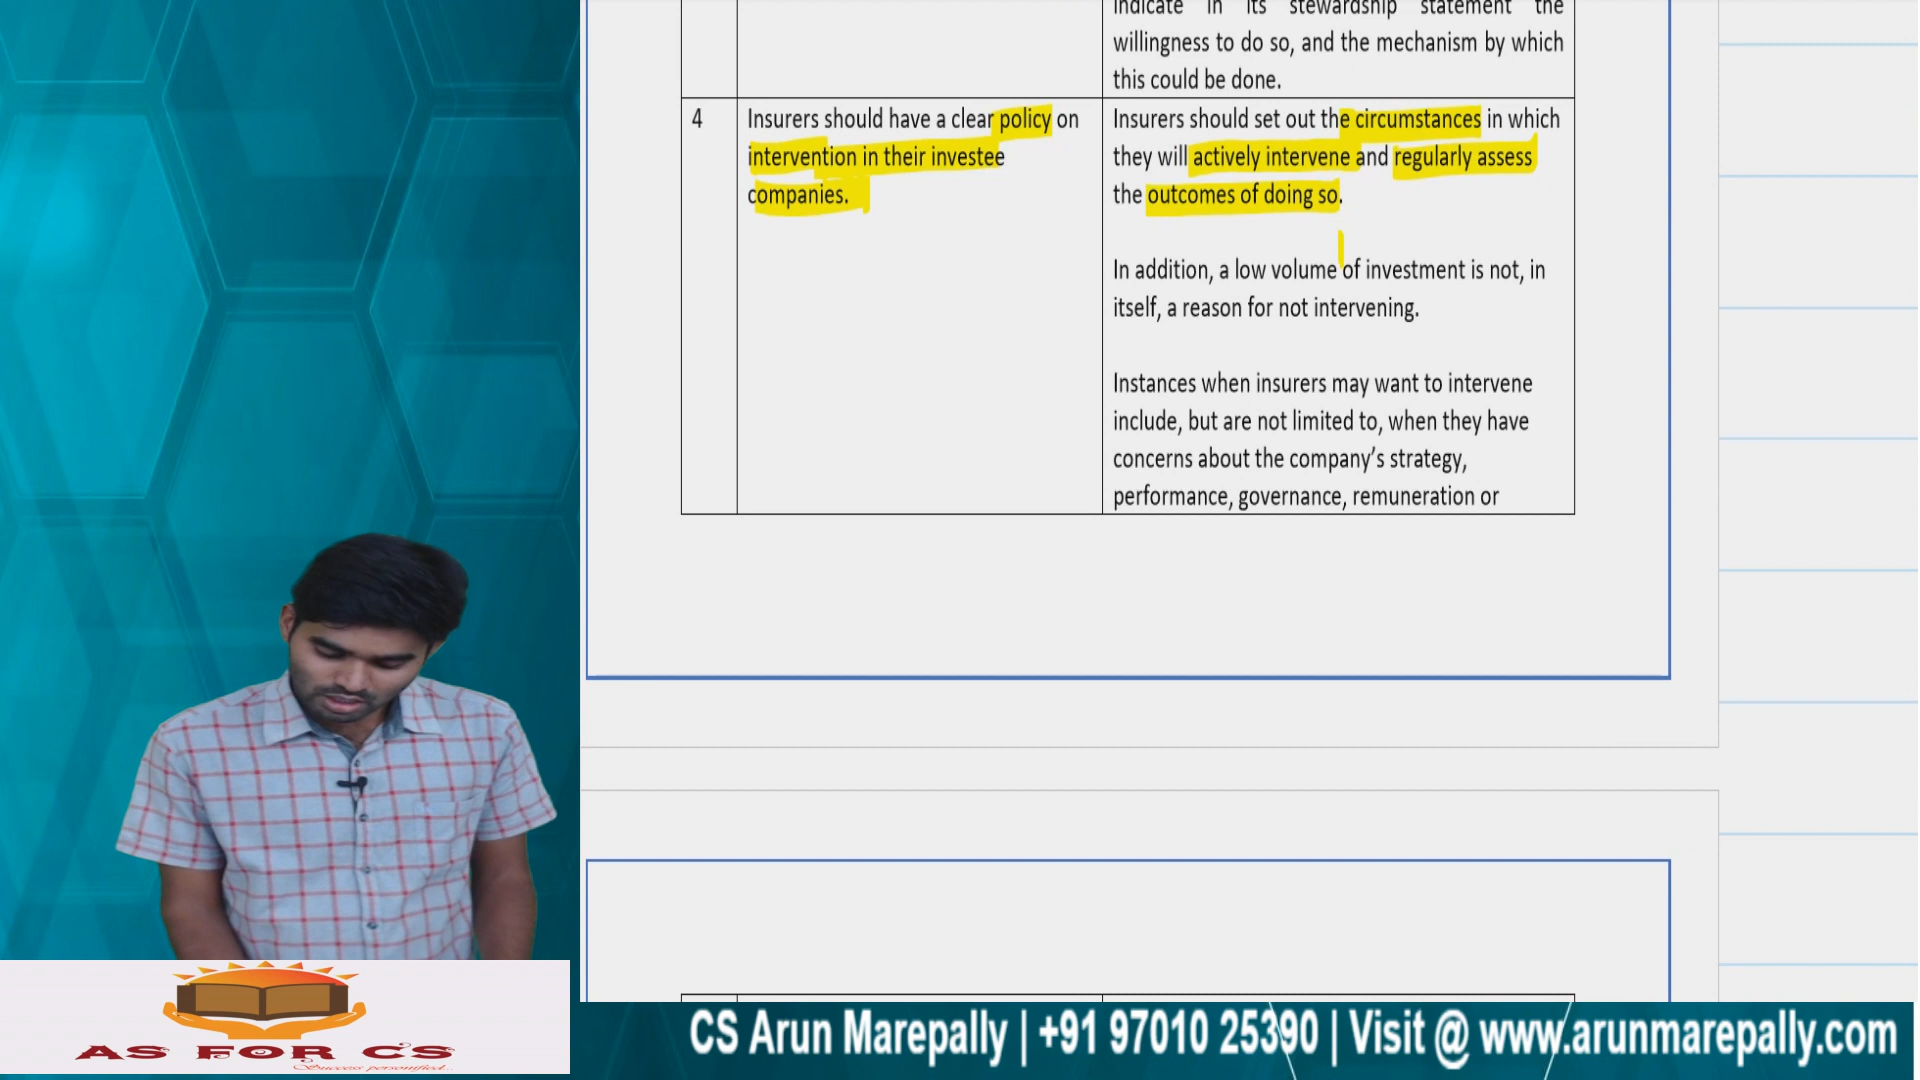 indicate in its stewardship statement the
willingness to do so, and the mechanism by which
this could be done.
4
Insurers should have a clear policy on
intervention in their investee
companies.
Insurers should set out the circumstances in which
they will actively intervene and regularly assess
the outcomes of doing so.
In addition, a low volume of investment is not, in
itself, a reason for not intervening.
Instances when insurers may want to intervene
include, but are not limited to, when they have
concerns about the company’s strategy,
performance, governance, remuneration or
AS FOR CS
Success personified...
CS Arun Marepally | +91 97010 25390 | Visit @ www.arunmarepally.com